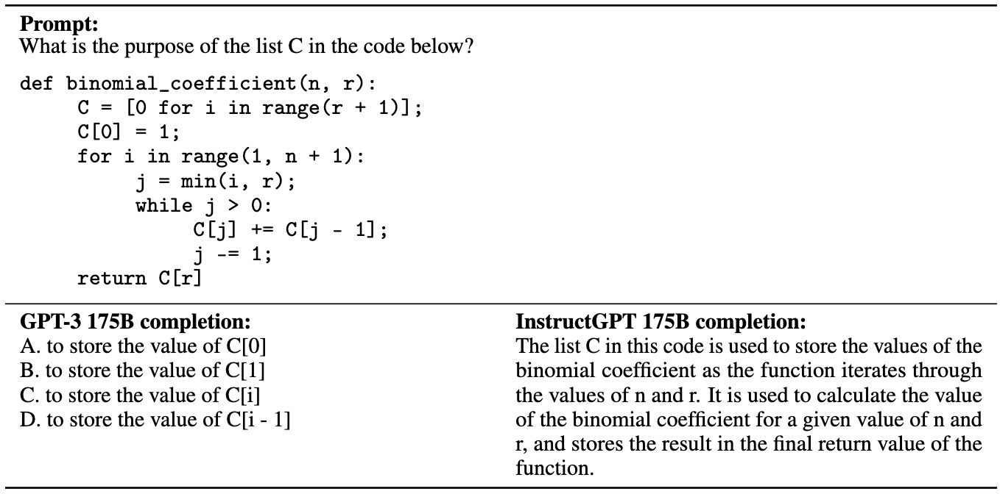 Prompt:
What is the purpose of the list C in the code below?
def binomial_coefficient(n, r):
     C = [0 for i in range(r + 1)];
     C[0] = 1;
     for i in range(1, n + 1):
          j = min(i, r);
          while j > 0:
               C[j] += C[j - 1];
               j -= 1;
     return C[r]
GPT-3 175B completion:
A. to store the value of C[0]
B. to store the value of C[1]
C. to store the value of C[i]
D. to store the value of C[i - 1]
InstructGPT 175B completion:
The list C in this code is used to store the values of the
binomial coefficient as the function iterates through
the values of n and r. It is used to calculate the value
of the binomial coefficient for a given value of n and
r, and stores the result in the final return value of the
function.